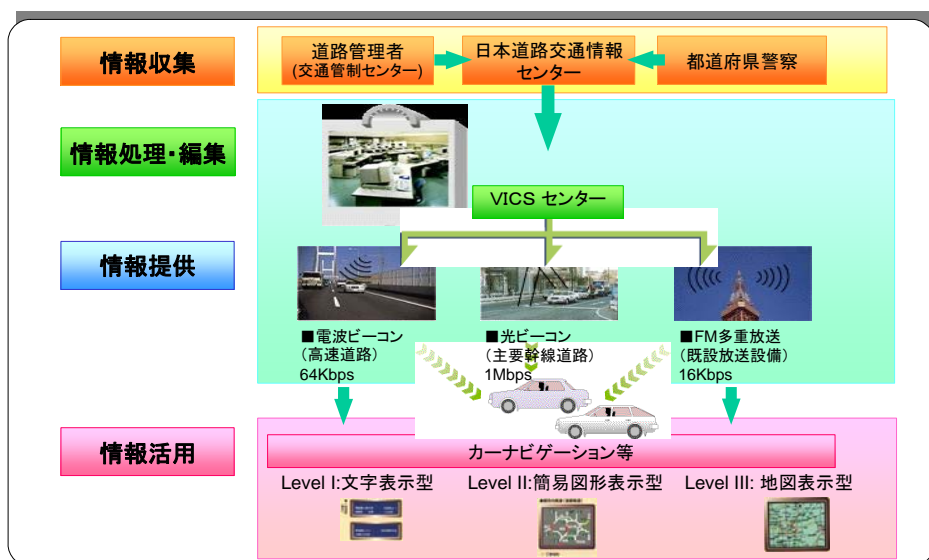 情報収集
道路管理者
(交通管制センター)
日本道路交通情報
センター
都道府県警察
情報処理・編集
VICS センター
情報提供
■電波ビーコン
(高速道路)
64Kbps
■光ビーコン
(主要幹線道路)
1Mbps
■FM多重放送
(既設放送設備)
16Kbps
情報活用
カーナビゲーション等
Level I:文字表示型
Level II:簡易図形表示型
Level III: 地図表示型